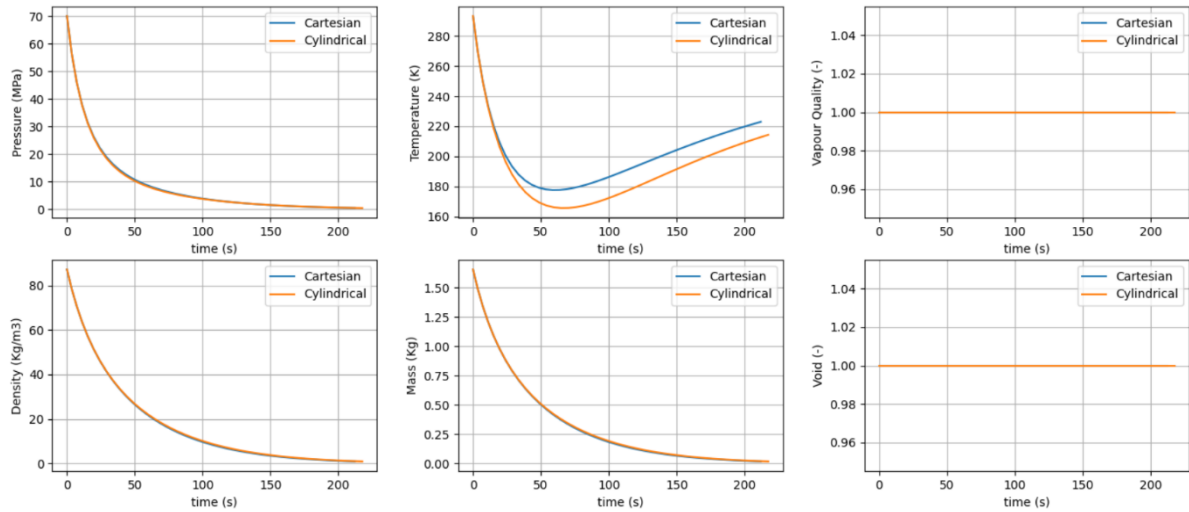 70
60
50
40
30
20
10
0
Pressure (MPa)
Cartesian
Cylindrical
0 50 100 150 200
time (s)
280
260
240
220
200
180
160
Temperature (K)
Cartesian
Cylindrical
0 50 100 150 200
time (s)
1.04
1.02
1.00
0.98
0.96
Vapour Quality (-)
Cartesian
Cylindrical
0 50 100 150 200
time (s)
80
60
40
20
0
Density (Kg/m3)
Cartesian
Cylindrical
0 50 100 150 200
time (s)
1.50
1.25
1.00
0.75
0.50
0.25
0.00
Mass (Kg)
Cartesian
Cylindrical
0 50 100 150 200
time (s)
1.04
1.02
1.00
0.98
0.96
Void (-)
Cartesian
Cylindrical
0 50 100 150 200
time (s)